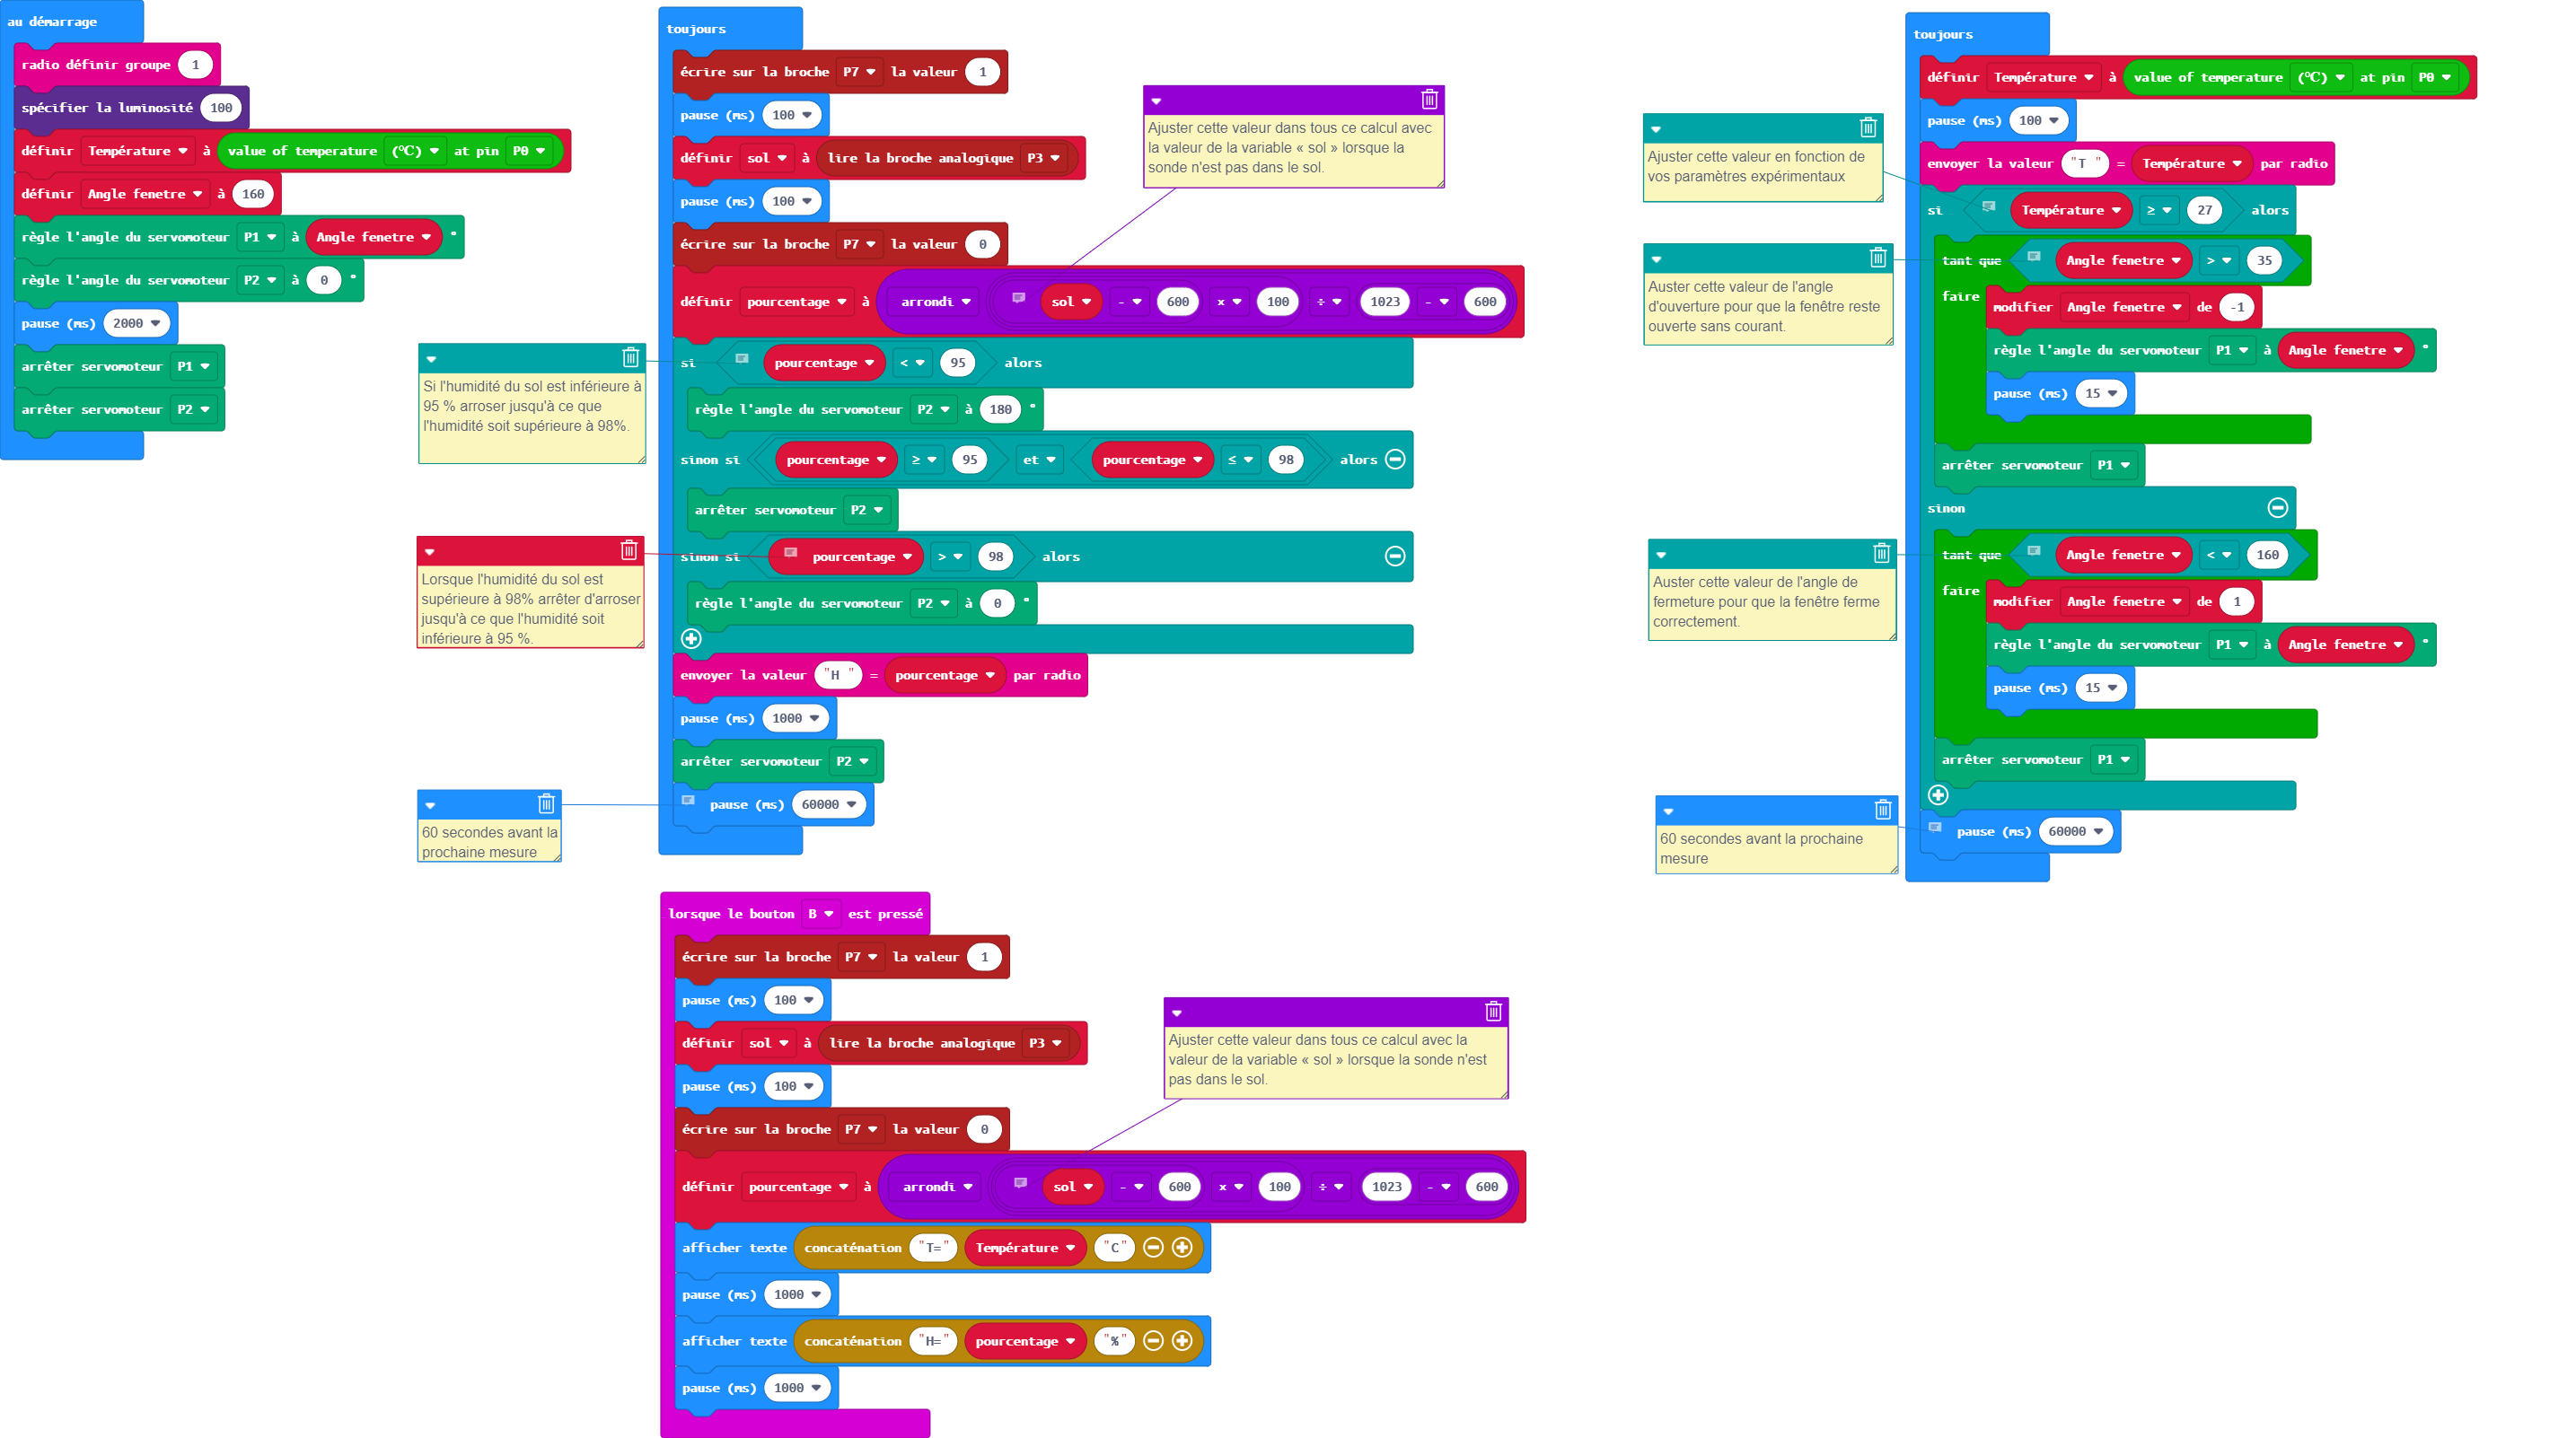 au démarrage
radio définir groupe 1
spécifier la luminosité 100
définir Température à value of temperature (℃) at pin P0
définir Angle fenetre à 160
règle l'angle du servomoteur P1 à Angle fenetre °
règle l'angle du servomoteur P2 à 0 °
pause (ms) 2000
arrêter servomoteur P1
arrêter servomoteur P2
Si l'humidité du sol est inférieure à
95 % arroser jusqu'à ce que
l'humidité soit supérieure à 98%.
Lorsque l'humidité du sol est
supérieure à 98% arrêter d'arroser
jusqu'à ce que l'humidité soit
inférieure à 95 %.
60 secondes avant la
prochaine mesure
toujours
écrire sur la broche P7 la valeur 1
pause (ms) 100
définir sol à lire la broche analogique P3
pause (ms) 100
écrire sur la broche P7 la valeur 0
définir pourcentage à arrondi sol - 600 x 100 ÷ 1023 - 600
si pourcentage < 95 alors
règle l'angle du servomoteur P2 à 180 °
sinon si pourcentage ≥ 95 et pourcentage ≤ 98 alors
arrêter servomoteur P2
sinon si pourcentage > 98 alors
règle l'angle du servomoteur P2 à 0 °
envoyer la valeur "H " = pourcentage par radio
pause (ms) 1000
arrêter servomoteur P2
pause (ms) 60000
Ajuster cette valeur dans tous ce calcul avec
la valeur de la variable « sol » lorsque la
sonde n'est pas dans le sol.
lorsque le bouton B est pressé
écrire sur la broche P7 la valeur 1
pause (ms) 100
définir sol à lire la broche analogique P3
pause (ms) 100
écrire sur la broche P7 la valeur 0
définir pourcentage à arrondi sol - 600 x 100 ÷ 1023 - 600
afficher texte concaténation "T=" Température "C"
pause (ms) 1000
afficher texte concaténation "H=" pourcentage "%"
pause (ms) 1000
Ajuster cette valeur dans tous ce calcul avec la
valeur de la variable « sol » lorsque la sonde n'est
pas dans le sol.
toujours
définir Température à value of temperature (℃) at pin P0
pause (ms) 100
envoyer la valeur "T " = Température par radio
si Température ≥ 27 alors
tant que Angle fenetre > 35
faire
modifier Angle fenetre de -1
règle l'angle du servomoteur P1 à Angle fenetre °
pause (ms) 15
arrêter servomoteur P1
sinon
tant que Angle fenetre < 160
faire
modifier Angle fenetre de 1
règle l'angle du servomoteur P1 à Angle fenetre °
pause (ms) 15
arrêter servomoteur P1
pause (ms) 60000
Ajuster cette valeur en fonction de
vos paramètres expérimentaux
Auster cette valeur de l'angle
d'ouverture pour que la fenêtre reste
ouverte sans courant.
Auster cette valeur de l'angle de
fermeture pour que la fenêtre ferme
correctement.
60 secondes avant la prochaine
mesure